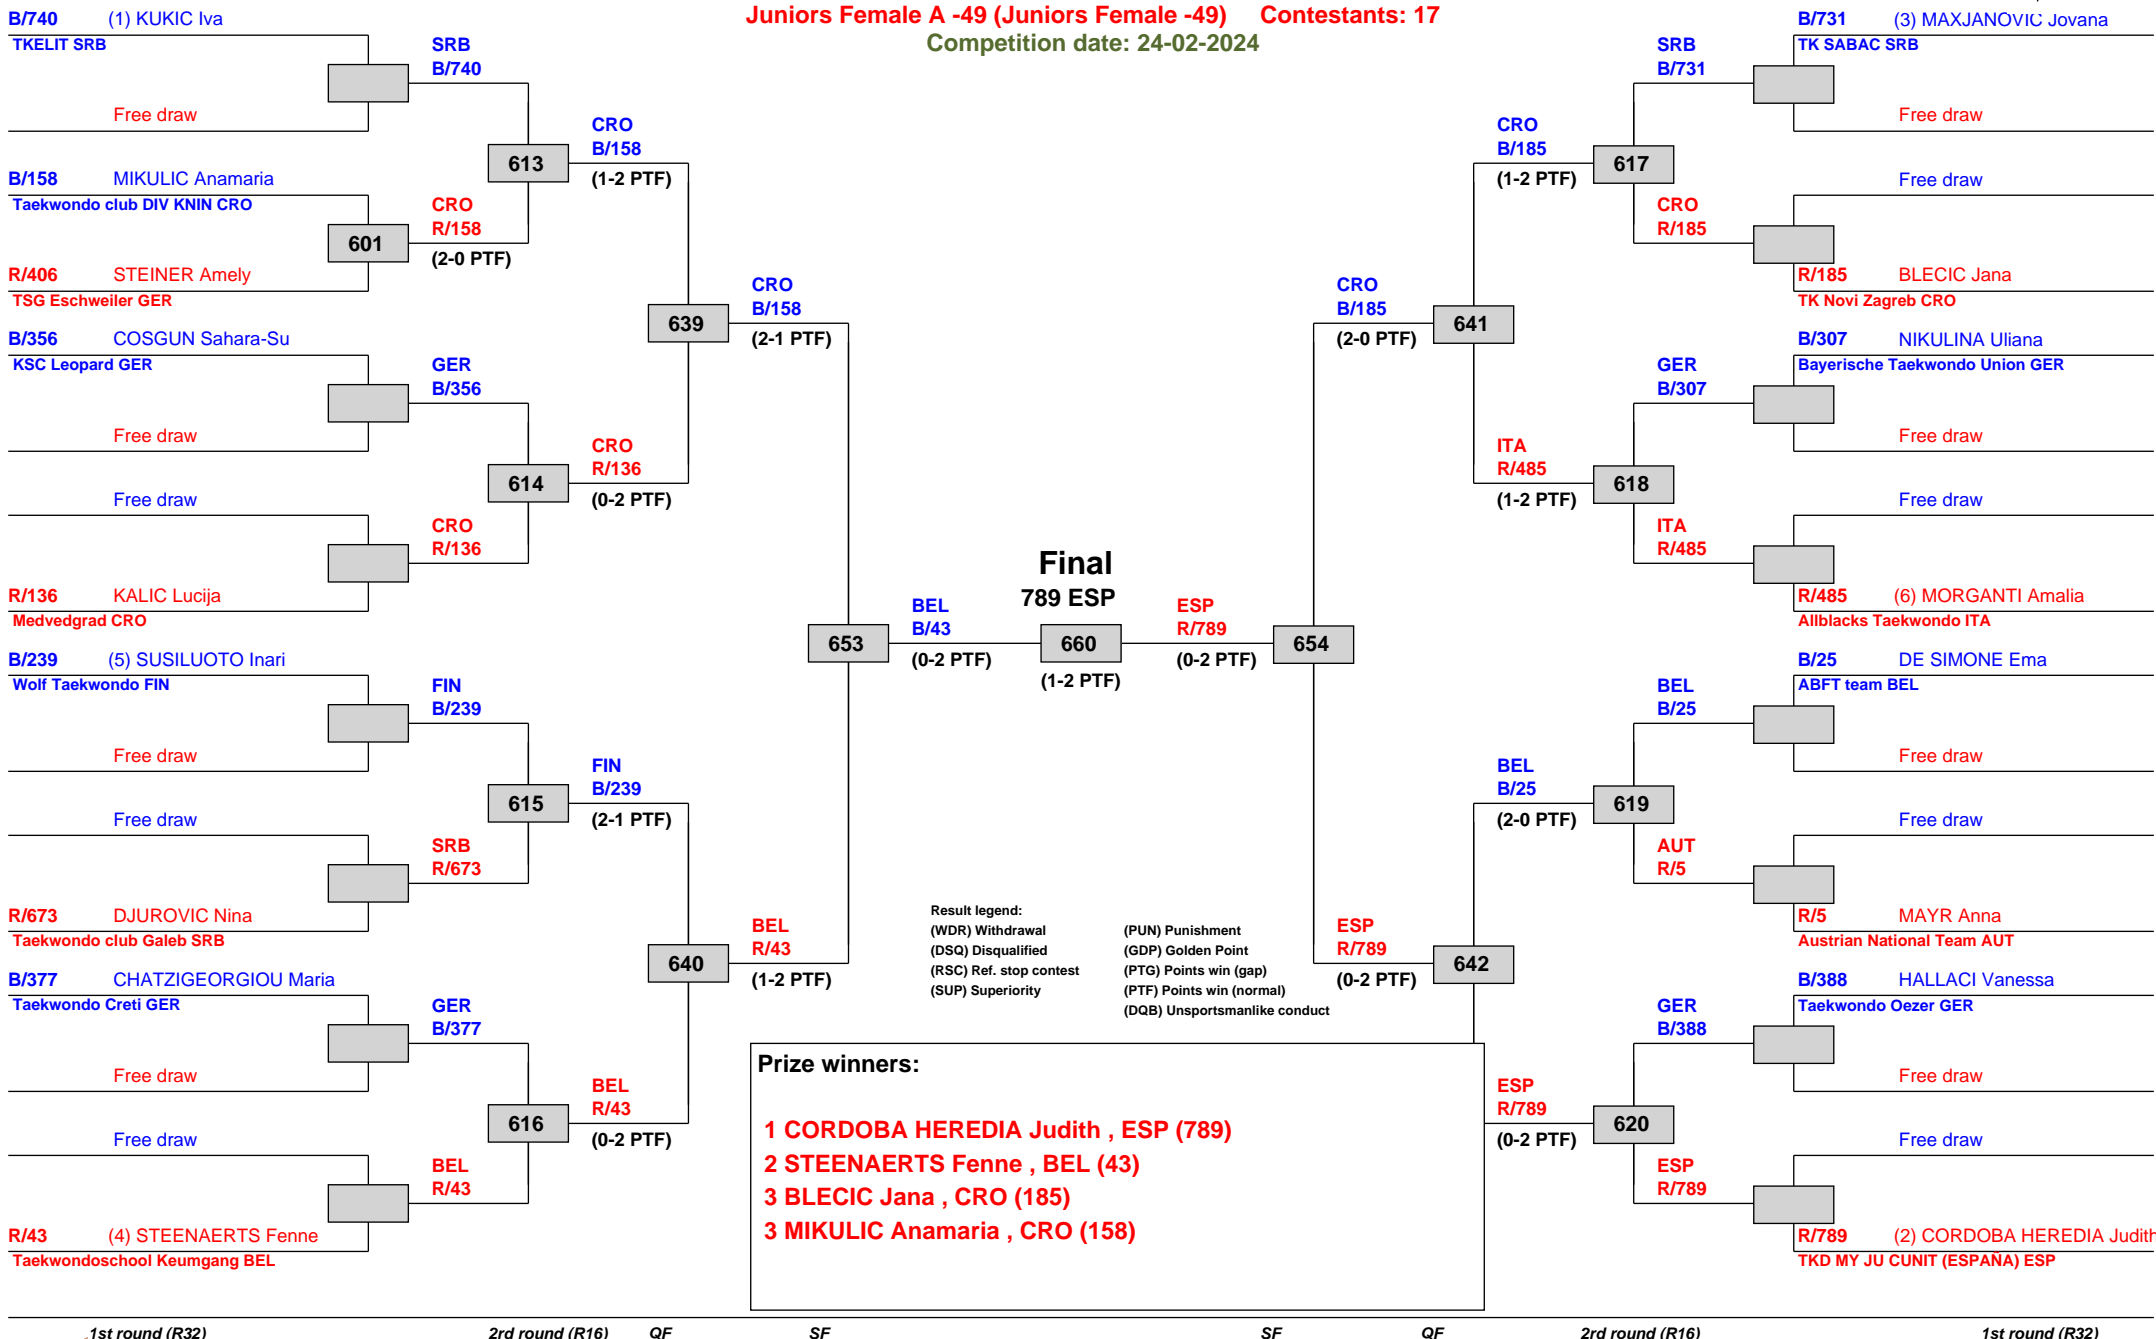 Juniors Female A -49 (Juniors Female -49) Contestants: 17
Competition date: 24-02-2024
B/740 (1) KUKIC Iva
TKELIT SRB
Free draw
B/158 MIKULIC Anamaria
Taekwondo club DIV KNIN CRO
R/406 STEINER Amely
TSG Eschweiler GER
B/356 COSGUN Sahara-Su
KSC Leopard GER
Free draw
Free draw
R/136 KALIC Lucija
Medvedgrad CRO
B/239 (5) SUSILUOTO Inari
Wolf Taekwondo FIN
Free draw
Free draw
R/673 DJUROVIC Nina
Taekwondo club Galeb SRB
B/377 CHATZIGEORGIOU Maria
Taekwondo Creti GER
Free draw
Free draw
R/43 (4) STEENAERTS Fenne
Taekwondoschool Keumgang BEL
601
SRB
B/740
CRO
R/158
(2-0 PTF)
GER
B/356
CRO
R/136
FIN
B/239
SRB
R/673
GER
B/377
BEL
R/43
613
614
615
616
CRO
B/158
(1-2 PTF)
CRO
R/136
(0-2 PTF)
FIN
B/239
(2-1 PTF)
BEL
R/43
(0-2 PTF)
639
640
CRO
B/158
(2-1 PTF)
BEL
R/43
(1-2 PTF)
653
BEL
B/43
(0-2 PTF)
Final
789 ESP
660
(1-2 PTF)
ESP
R/789
(0-2 PTF)
654
CRO
B/185
(2-0 PTF)
ESP
R/789
(0-2 PTF)
641
642
CRO
B/185
(1-2 PTF)
ITA
R/485
(1-2 PTF)
BEL
B/25
(2-0 PTF)
ESP
R/789
(0-2 PTF)
617
618
619
620
SRB
B/731
CRO
R/185
GER
B/307
ITA
R/485
BEL
B/25
AUT
R/5
GER
B/388
ESP
R/789
B/731 (3) MAXJANOVIC Jovana
TK SABAC SRB
Free draw
Free draw
R/185 BLECIC Jana
TK Novi Zagreb CRO
B/307 NIKULINA Uliana
Bayerische Taekwondo Union GER
Free draw
Free draw
R/485 (6) MORGANTI Amalia
Allblacks Taekwondo ITA
B/25 DE SIMONE Ema
ABFT team BEL
Free draw
Free draw
R/5 MAYR Anna
Austrian National Team AUT
B/388 HALLACI Vanessa
Taekwondo Oezer GER
Free draw
Free draw
R/789 (2) CORDOBA HEREDIA Judith
TKD MY JU CUNIT (ESPAÑA) ESP
Result legend:
(WDR) Withdrawal (PUN) Punishment
(DSQ) Disqualified (GDP) Golden Point
(RSC) Ref. stop contest (PTG) Points win (gap)
(SUP) Superiority (PTF) Points win (normal)
(DQB) Unsportsmanlike conduct
Prize winners:
1 CORDOBA HEREDIA Judith , ESP (789)
2 STEENAERTS Fenne , BEL (43)
3 BLECIC Jana , CRO (185)
3 MIKULIC Anamaria , CRO (158)
1st round (R32) 2rd round (R16) QF SF SF QF 2rd round (R16) 1st round (R32)